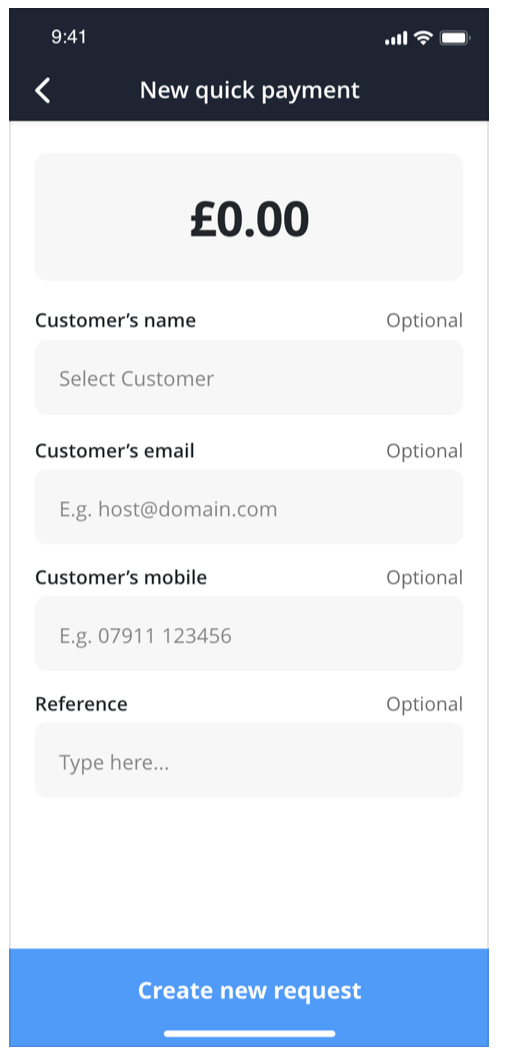 9:41
New quick payment
£0.00
Customer’s name Optional
Select Customer
Customer’s email Optional
E.g. host@domain.com
Customer’s mobile Optional
E.g. 07911 123456
Reference Optional
Type here...
Create new request